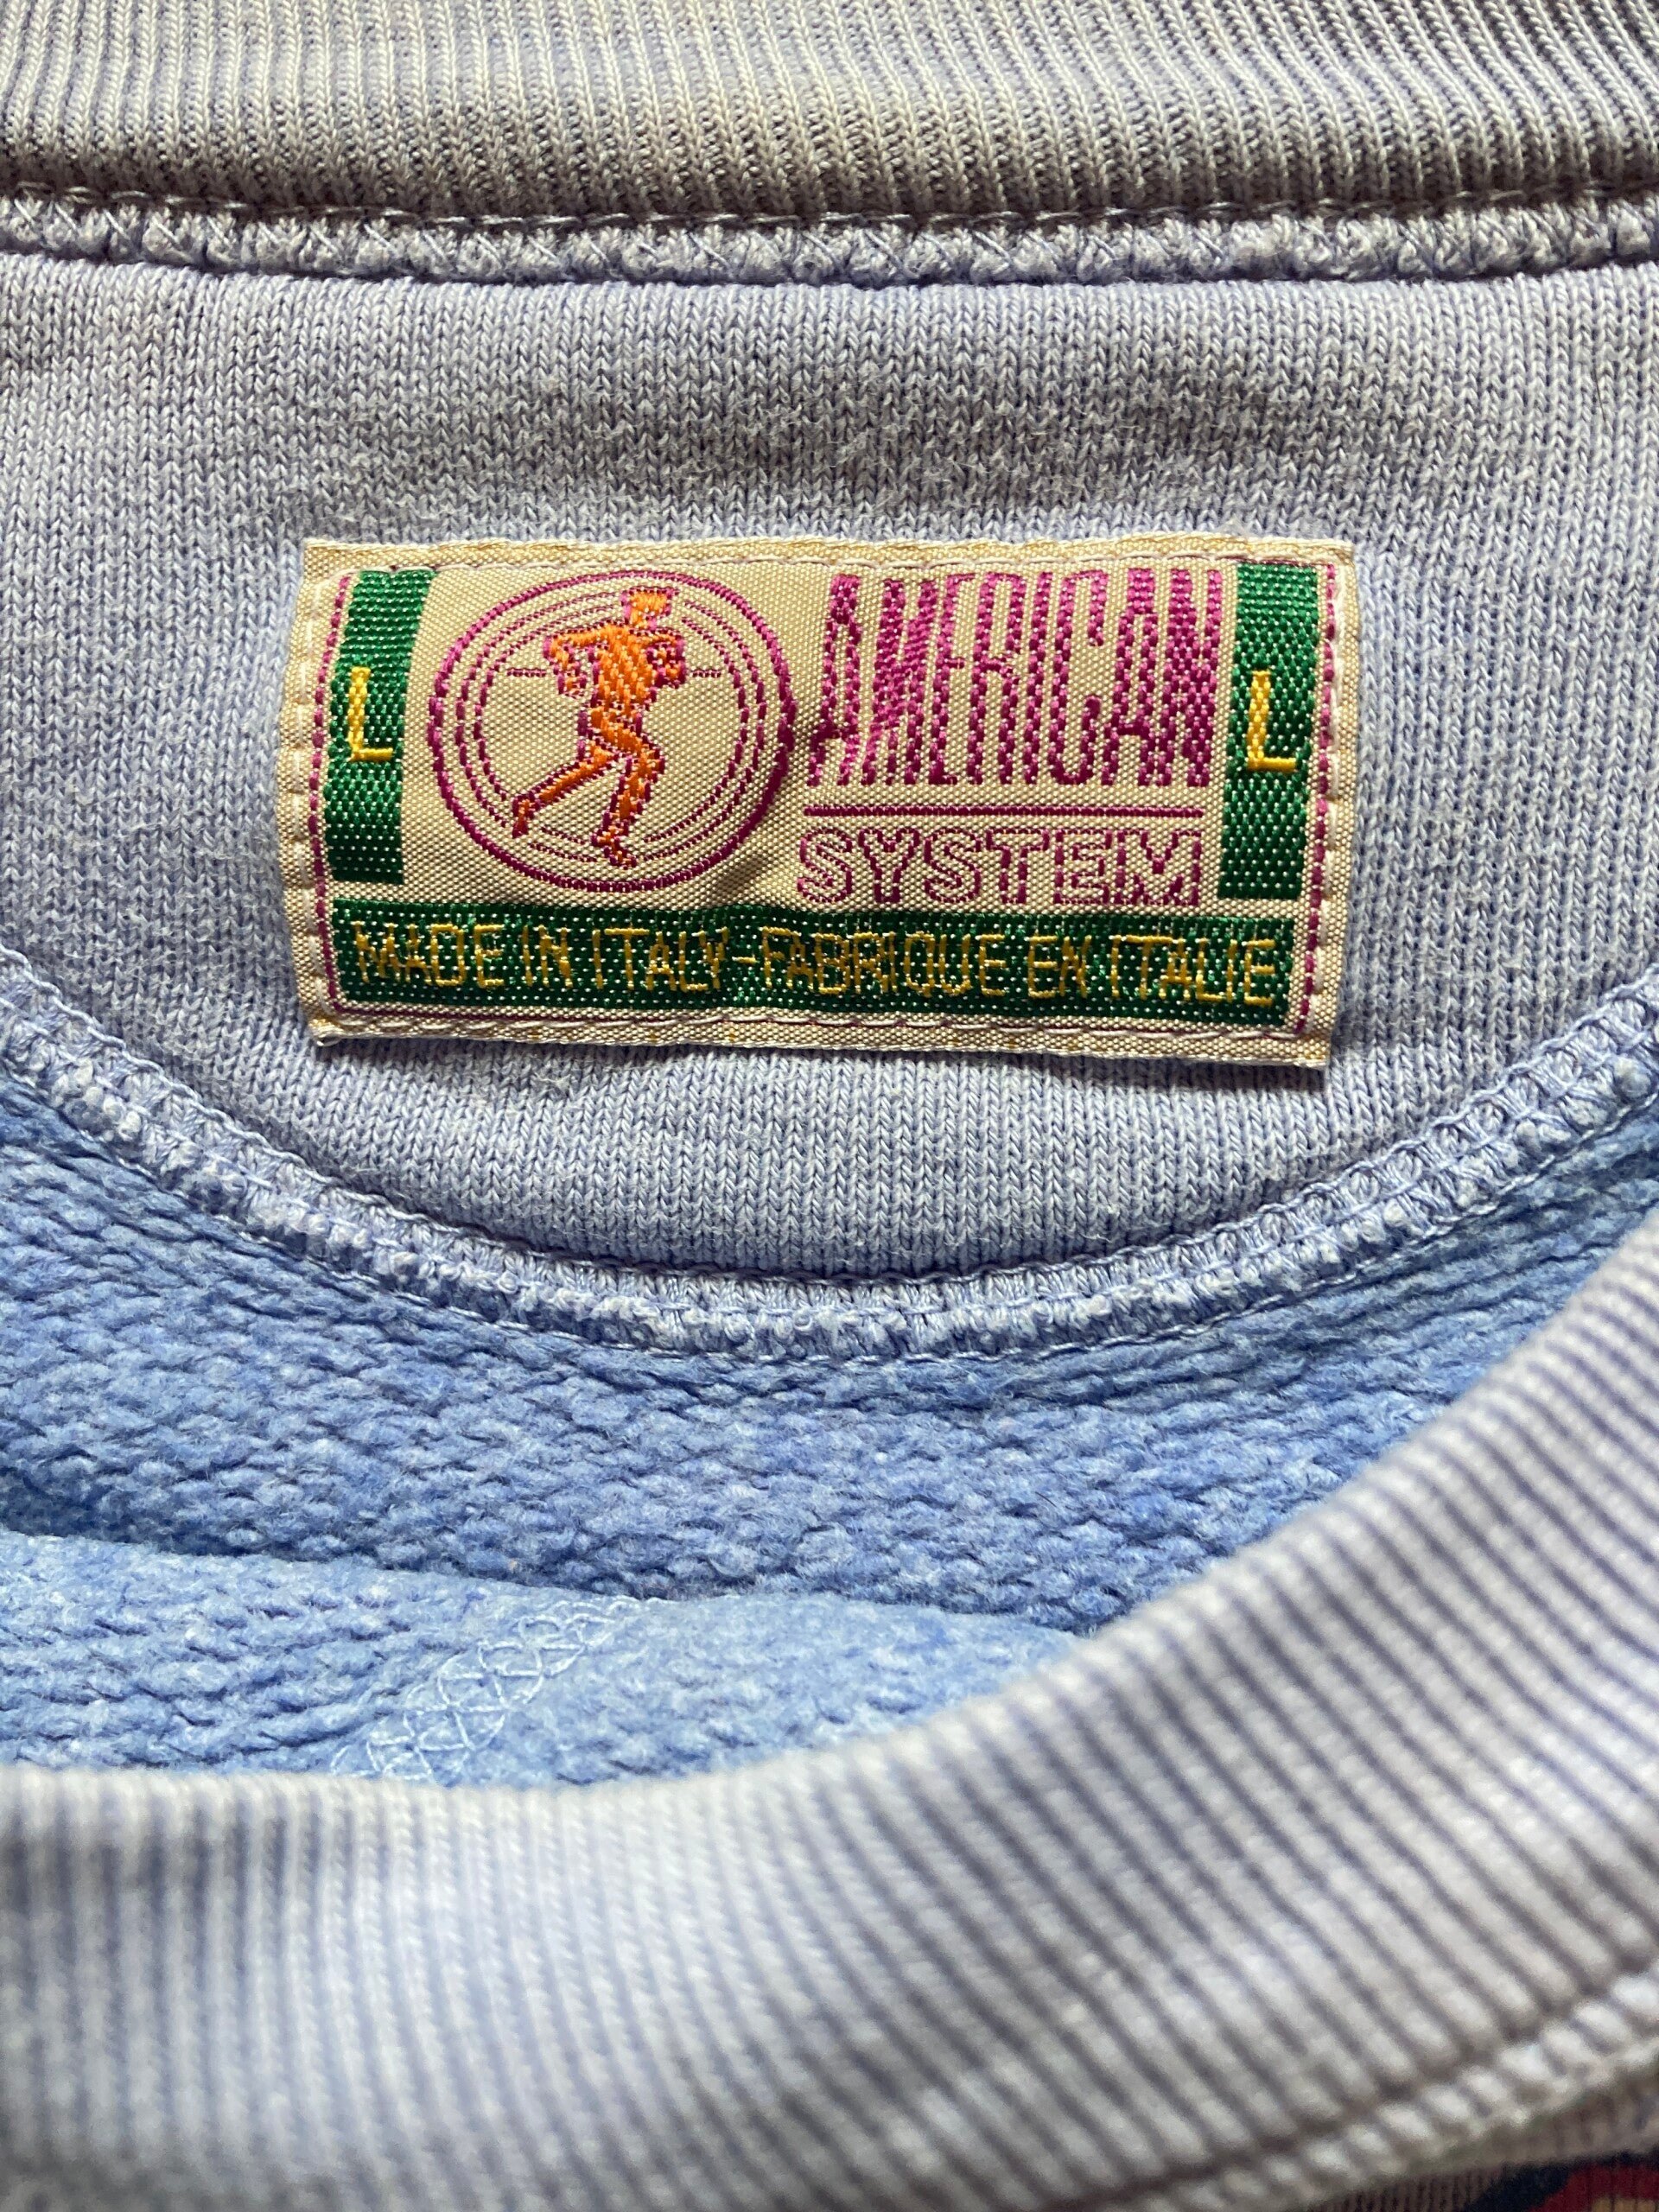 L
AMERICAN
SYSTEM
L
MADE IN ITALY-FABRIQUE EN ITALIE